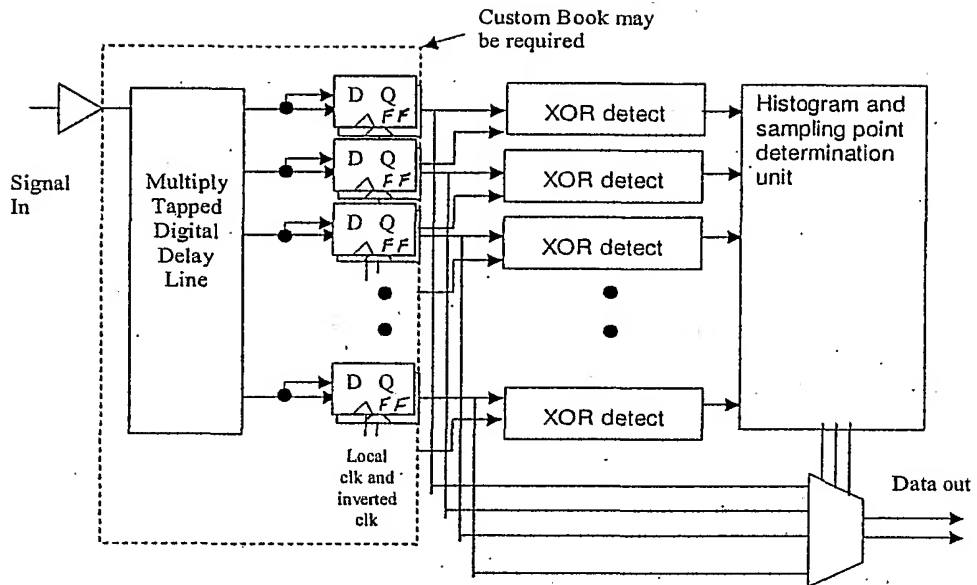 Custom Book may
be required
Signal
In
Multiply
Tapped
Digital
Delay
Line
D Q
FF
D Q
FF
D Q
FF
D Q
FF
Local
clk and
inverted
clk
XOR detect
XOR detect
XOR detect
XOR detect
Histogram and
sampling point
determination
unit
Data out